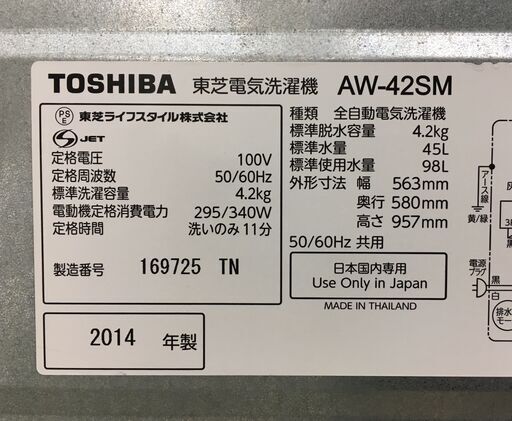 TOSHIBA 東芝電気洗濯機 AW-42SM
PS
E
東芝ライフスタイル株式会社
S-JET
定格電圧 100V
定格周波数 50/60Hz
標準洗濯容量 4.2kg
電動機定格消費電力 295/340W
定格時間 洗いのみ 11分
製造番号 169725 TN
2014 年製
種類 全自動電気洗濯機
標準脱水容量 4.2kg
標準水量 45L
標準使用水量 98L
外形寸法 幅 563mm
奥行 580mm
高さ 957mm
50/60Hz 共用
日本国内専用
Use Only in Japan
MADE IN THAILAND
アース線
黄/緑
電源
プラグ
黒
白
排水
モー